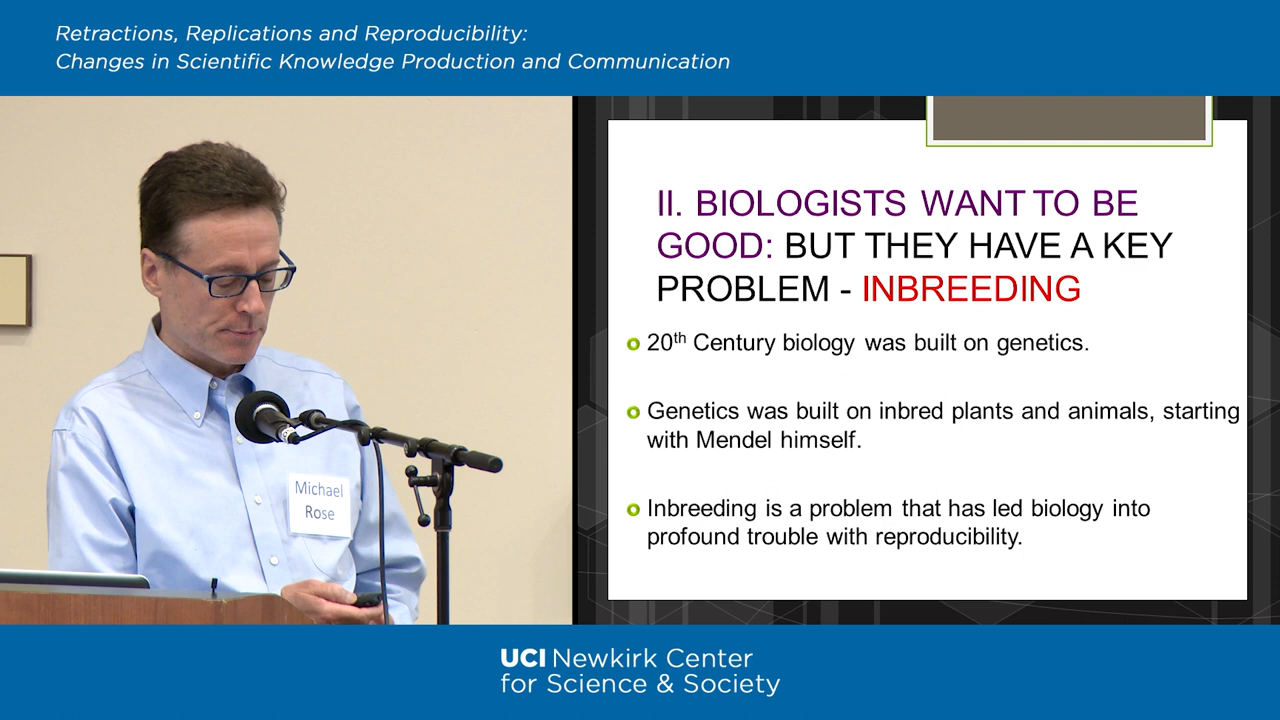 Retractions, Replications and Reproducibility:
Changes in Scientific Knowledge Production and Communication
Michael
Rose
II. BIOLOGISTS WANT TO BE
GOOD: BUT THEY HAVE A KEY
PROBLEM - INBREEDING
20th Century biology was built on genetics.
Genetics was built on inbred plants and animals, starting
with Mendel himself.
Inbreeding is a problem that has led biology into
profound trouble with reproducibility.
UCI Newkirk Center
for Science & Society